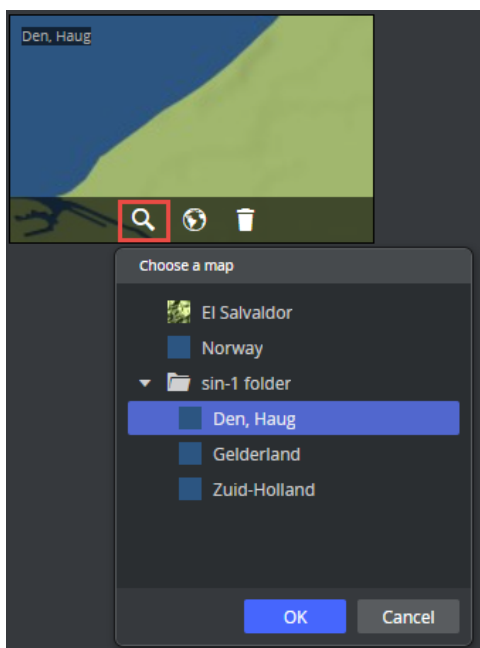 Den, Haug
Choose a map
El Salvaldor
Norway
sin-1 folder
Den, Haug
Gelderland
Zuid-Holland
OK
Cancel